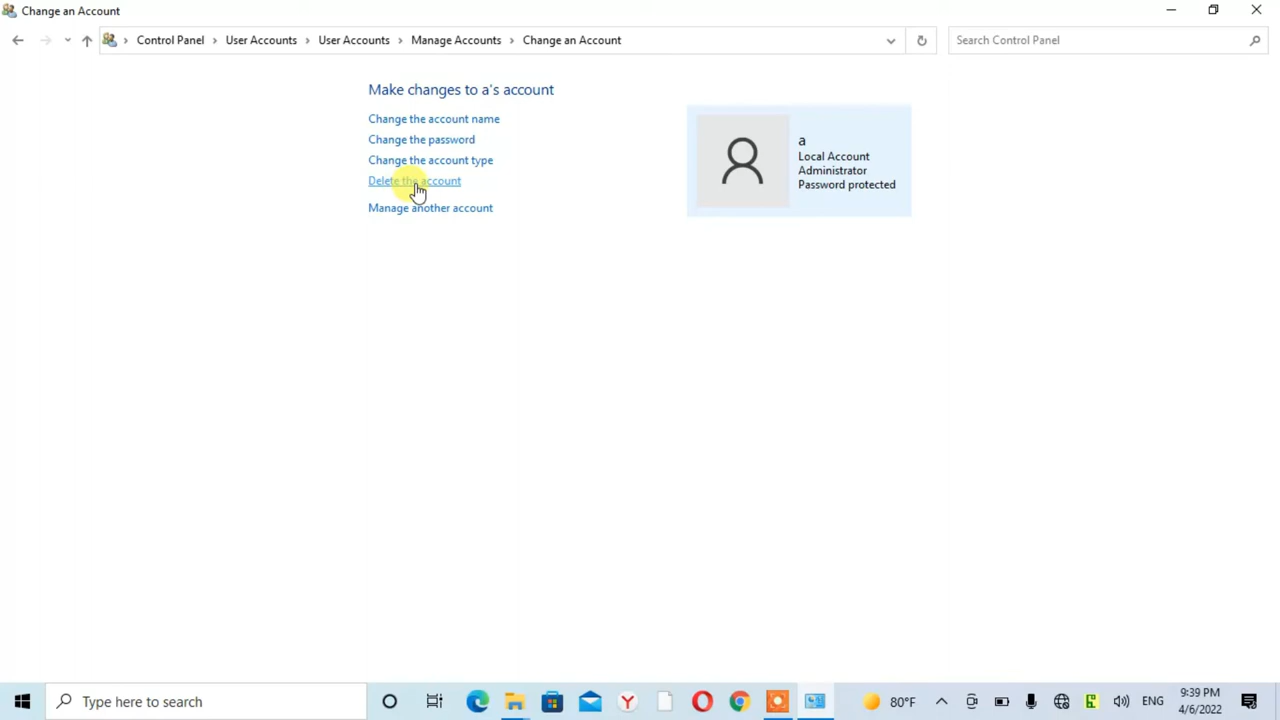 Change an Account
Control Panel > User Accounts > User Accounts > Manage Accounts > Change an Account
Search Control Panel
Make changes to a's account
Change the account name
Change the password
Change the account type
Delete the account
Manage another account
a
Local Account
Administrator
Password protected
Type here to search
80°F
ENG
9:39 PM
4/6/2022